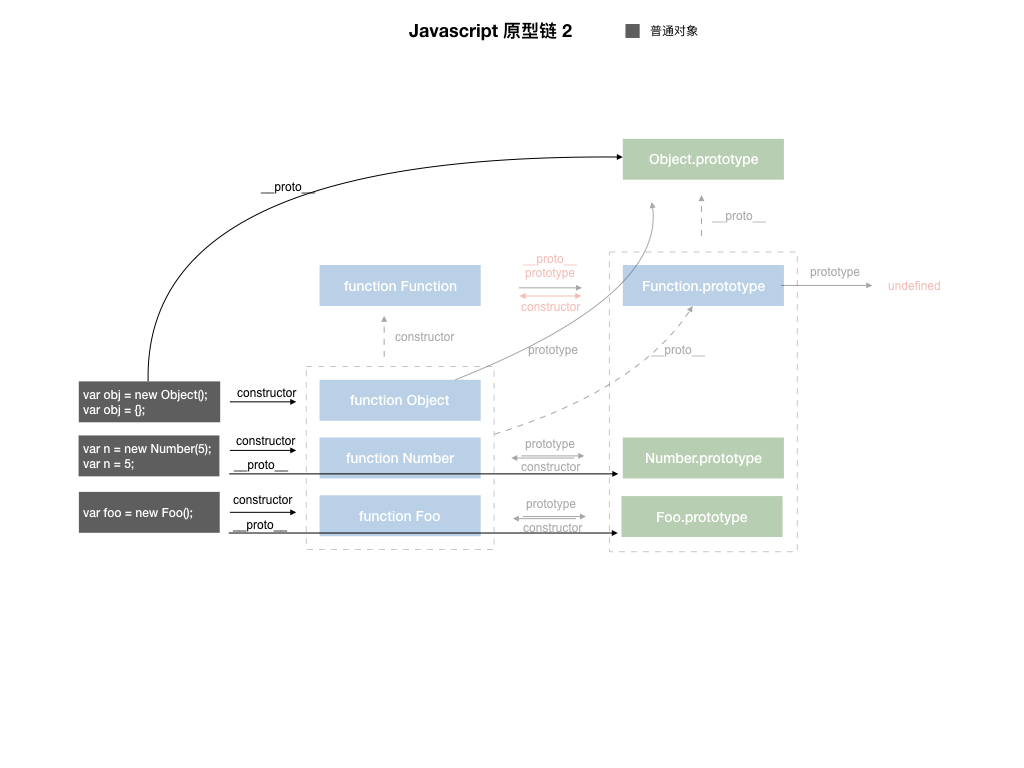 Javascript 原型链 2
普通对象
Object.prototype
__proto__
__proto__
__proto__
prototype
constructor
function Function
Function.prototype
prototype
undefined
constructor
prototype
__proto__
var obj = new Object();
var obj = {};
constructor
function Object
var n = new Number(5);
var n = 5;
constructor
__proto__
function Number
prototype
constructor
Number.prototype
var foo = new Foo();
constructor
__proto__
function Foo
prototype
constructor
Foo.prototype